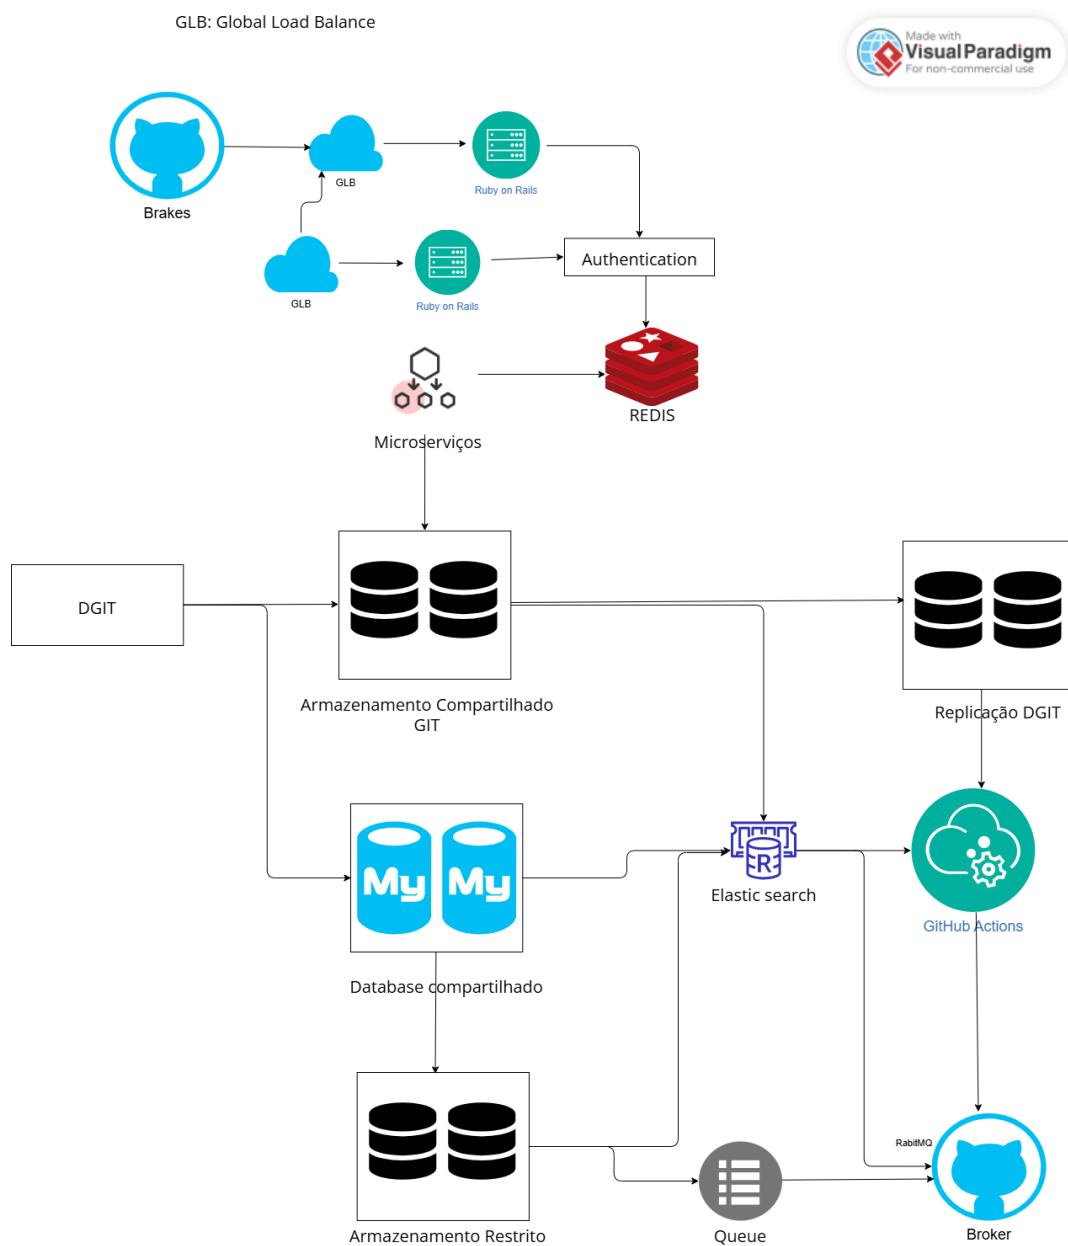 GLB: Global Load Balance
Made with
Visual Paradigm
For non-commercial use
Brakes
GLB
Ruby on Rails
GLB
Ruby on Rails
Authentication
REDIS
Microserviços
DGIT
Armazenamento Compartilhado
GIT
Replicação DGIT
My
My
R
Elastic search
GitHub Actions
Database compartilhado
RabitMQ
Armazenamento Restrito
Queue
Broker